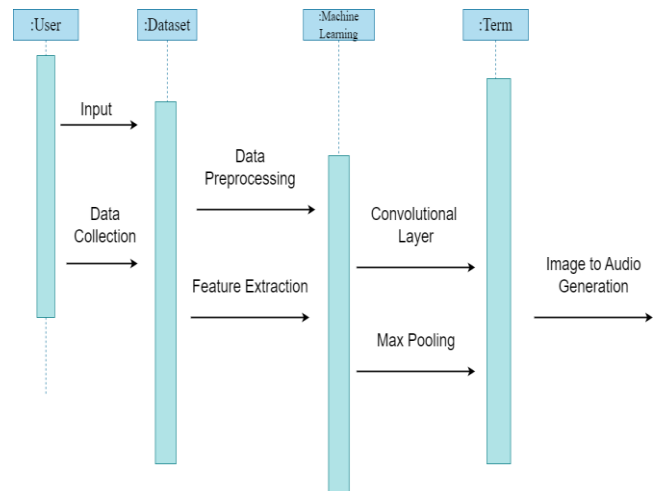 :User
:Dataset
:Machine
Learning
:Term
Input
Data
Preprocessing
Data
Collection
Convolutional
Layer
Feature Extraction
Image to Audio
Generation
Max Pooling